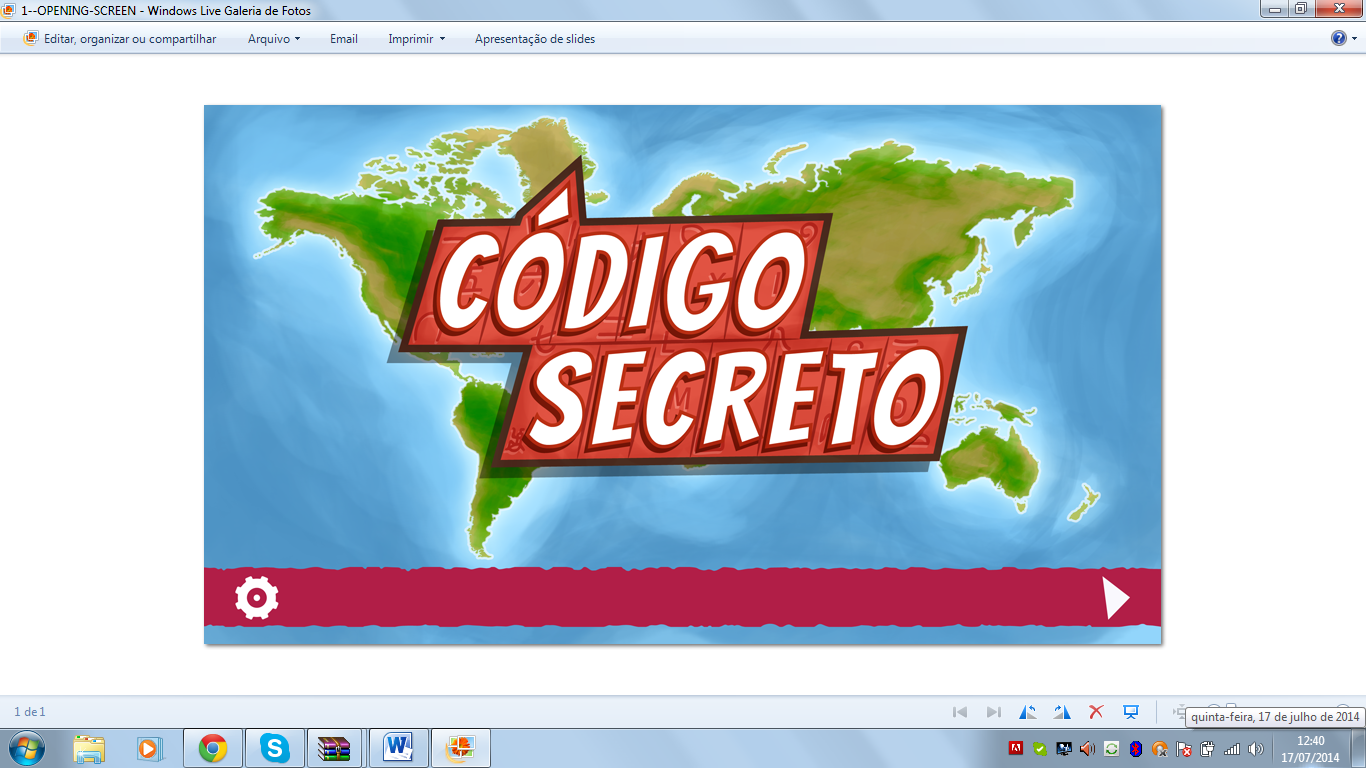 1--OPENING-SCREEN - Windows Live Galeria de Fotos
Editar, organizar ou compartilhar Arquivo Email Imprimir Apresentação de slides
CÓDIGO
SECRETO
1 de 1
quinta-feira, 17 de julho de 2014
12:40
17/07/2014